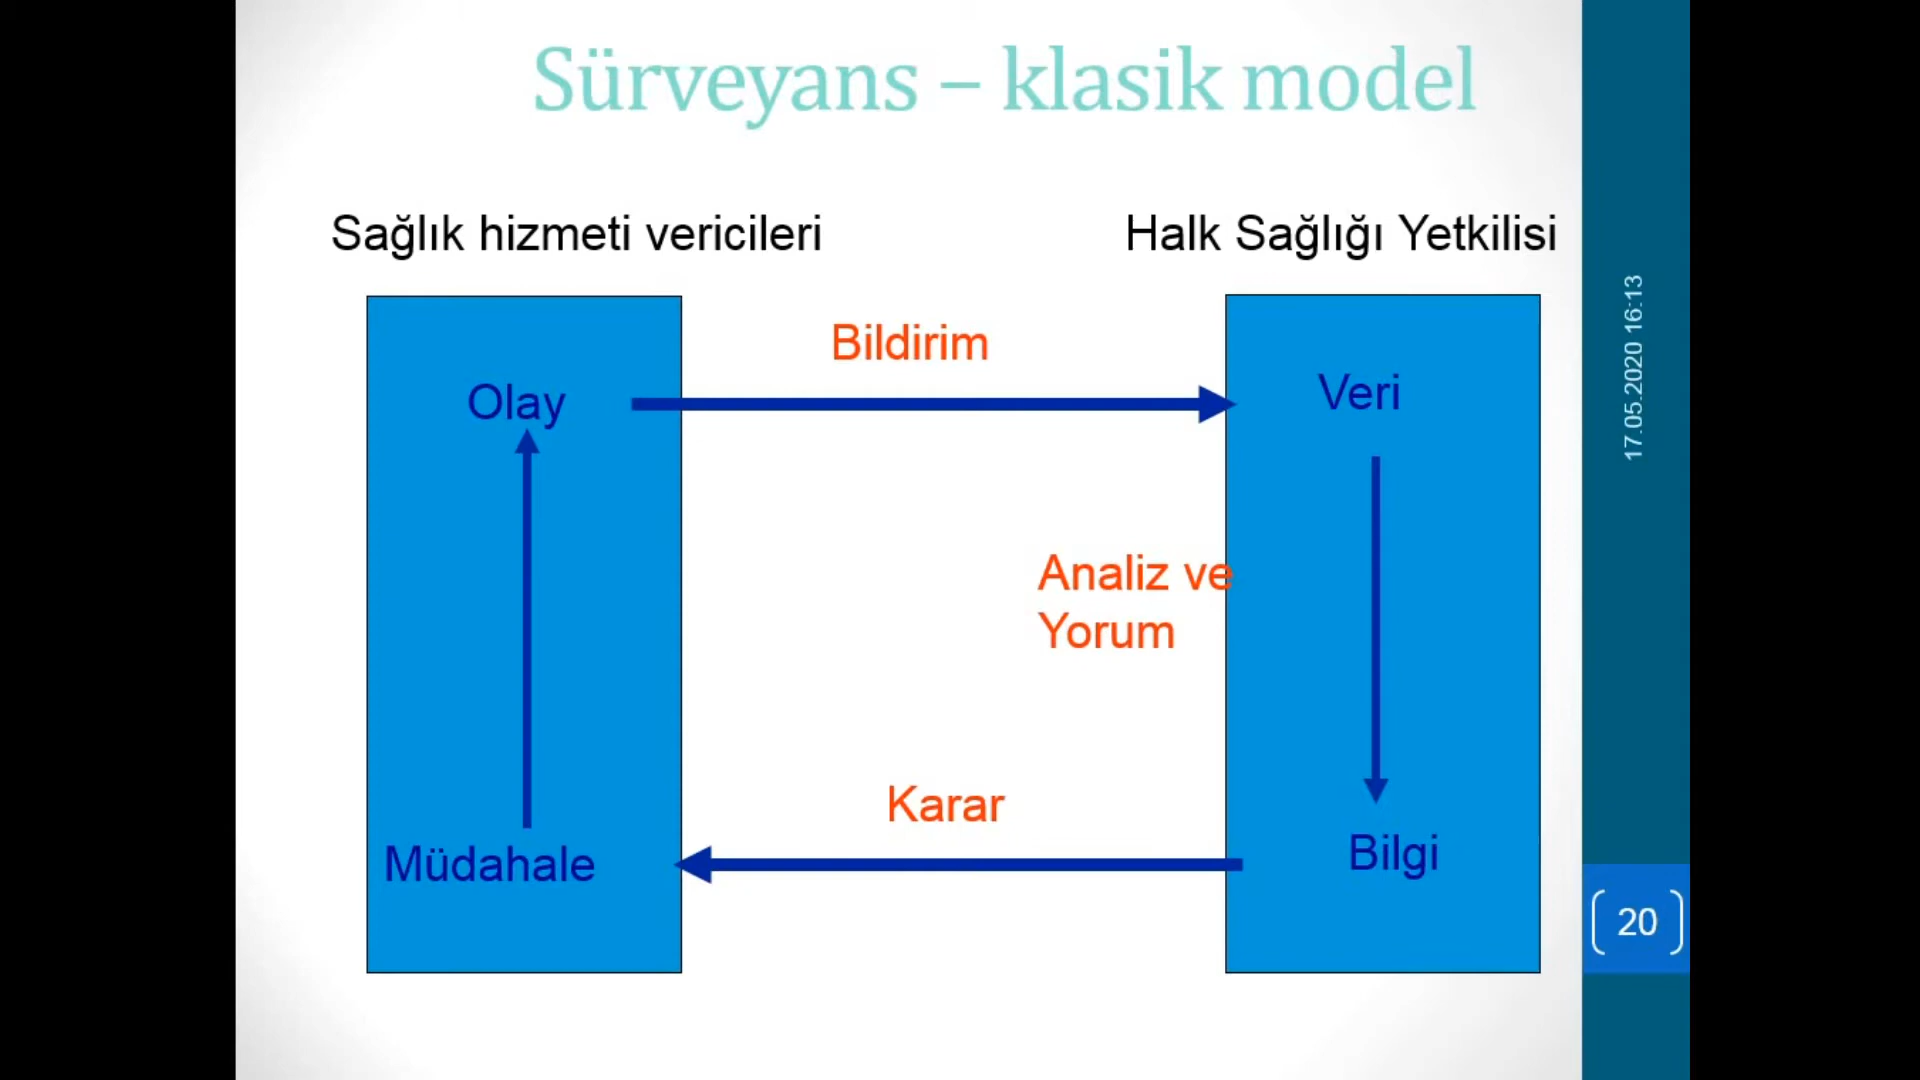 Sürveyans – klasik model
Sağlık hizmeti vericileri
Halk Sağlığı Yetkilisi
Bildirim
Olay
Veri
Analiz ve
Yorum
Karar
Müdahale
Bilgi
17.05.2020 16:13
20